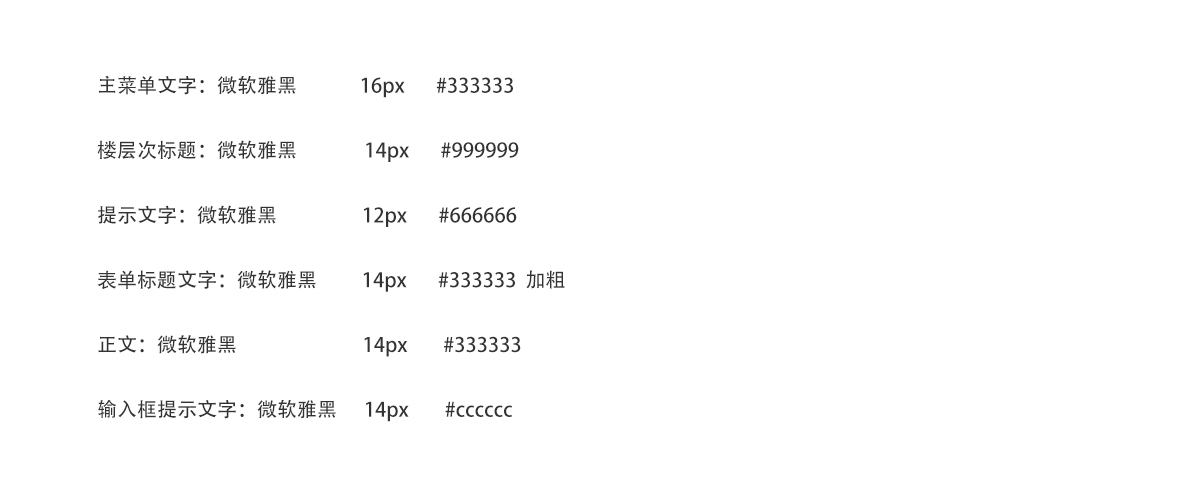 主菜单文字：微软雅黑 16px #333333
楼层次标题：微软雅黑 14px #999999
提示文字：微软雅黑 12px #666666
表单标题文字：微软雅黑 14px #333333 加粗
正文：微软雅黑 14px #333333
输入框提示文字：微软雅黑 14px #cccccc